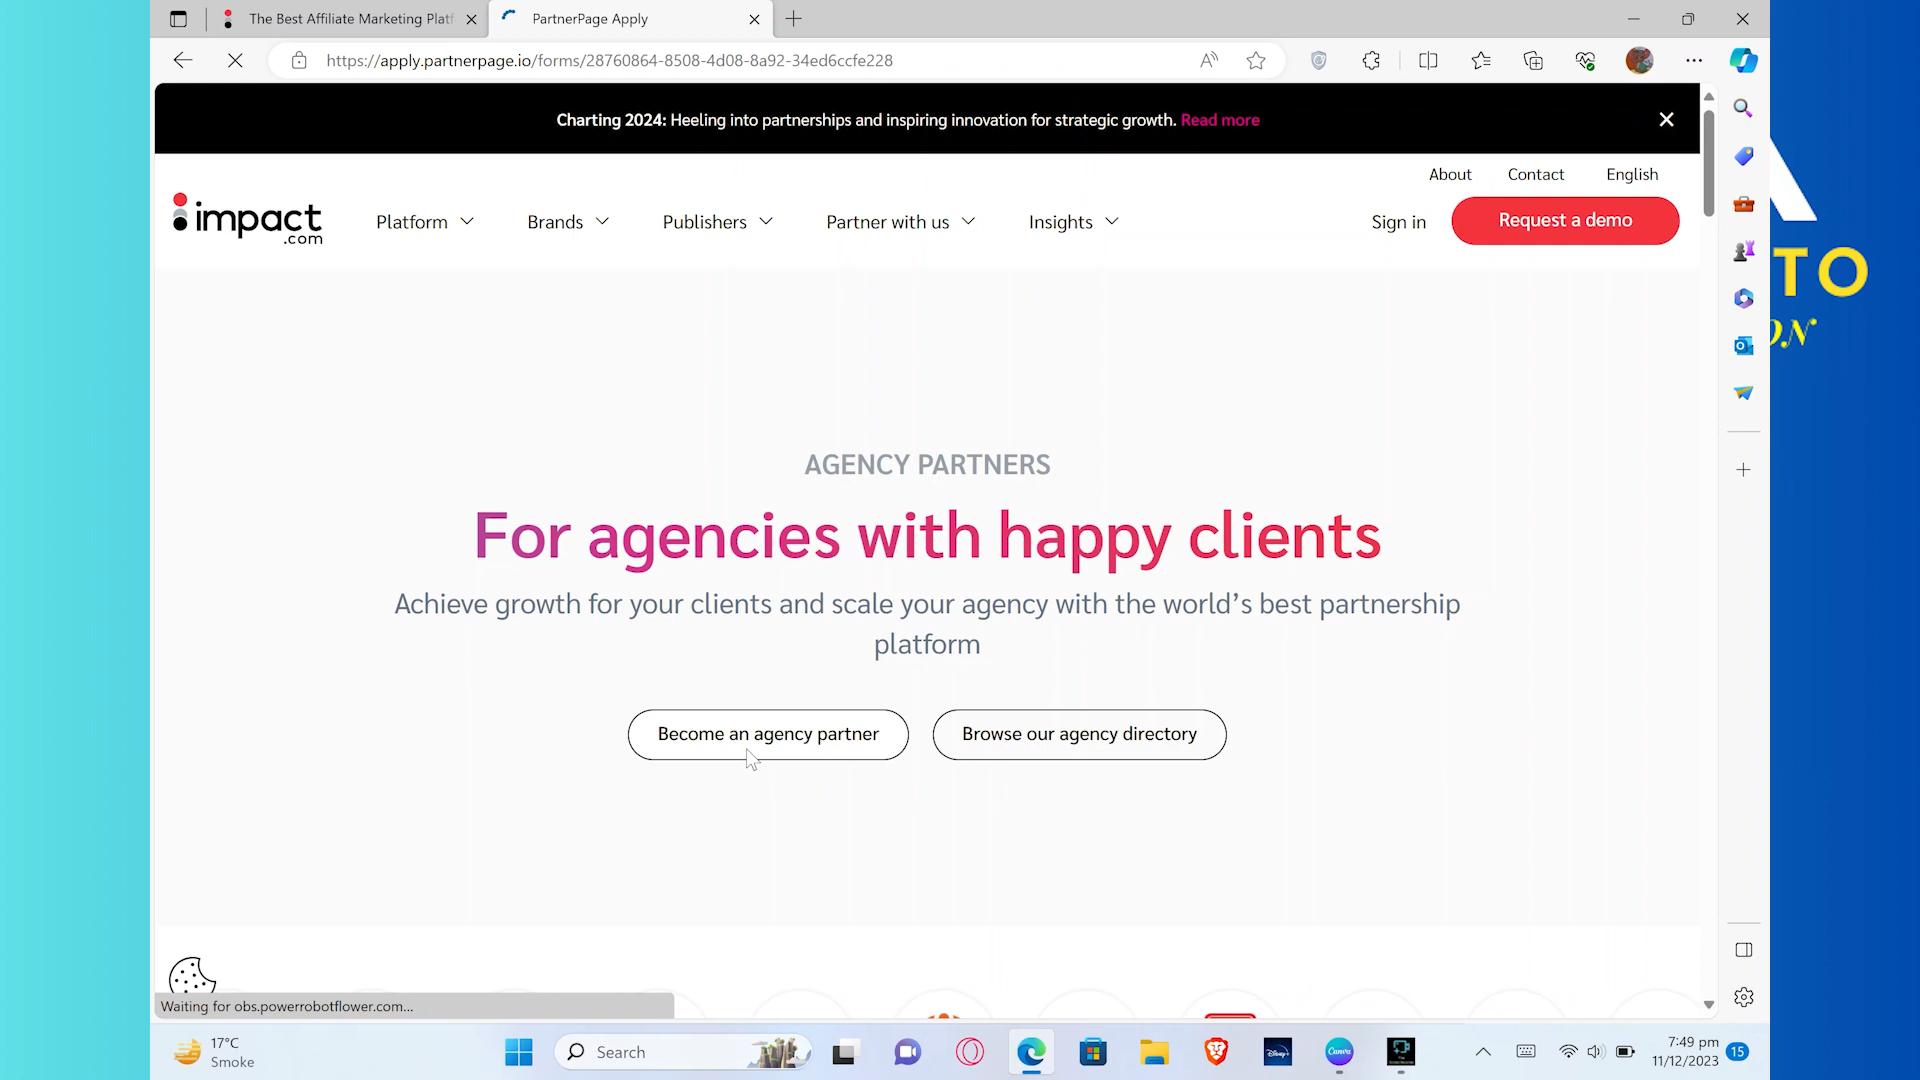 The Best Affiliate Marketing Platf
PartnerPage Apply
https://apply.partnerpage.io/forms/28760864-8508-4d08-8a92-34ed6ccfe228
Charting 2024: Heeling into partnerships and inspiring innovation for strategic growth. Read more
About Contact English
impact.com
Platform Brands Publishers Partner with us Insights Sign in Request a demo
AGENCY PARTNERS
For agencies with happy clients
Achieve growth for your clients and scale your agency with the world’s best partnership
platform
Become an agency partner Browse our agency directory
Waiting for obs.powerrobotflower.com...
17°C
Smoke
Search
Disney+
Canva
7:49 pm
11/12/2023
15
TO